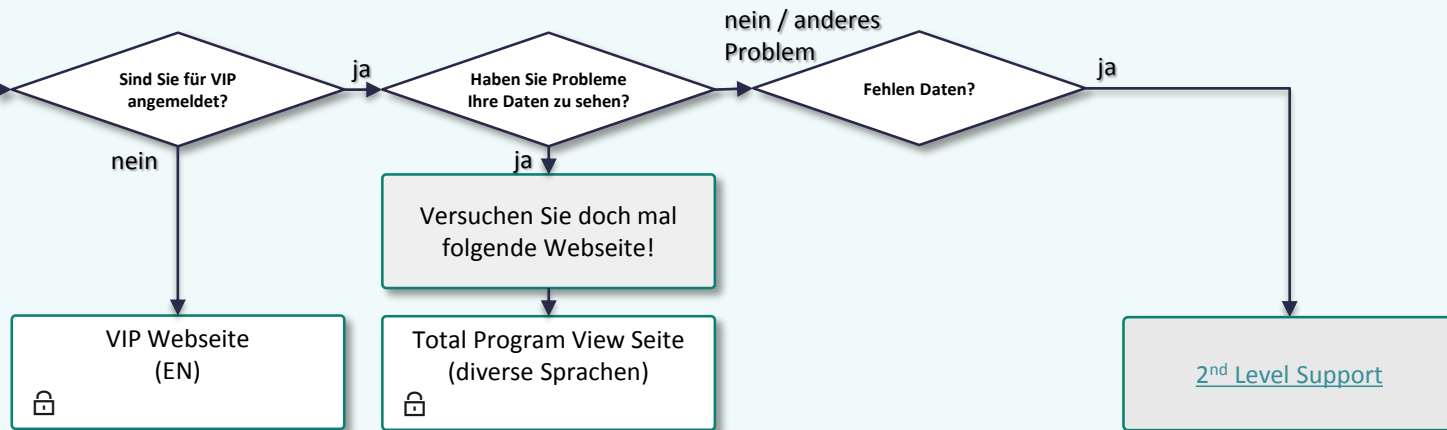 Sind Sie für VIP
angemeldet?
ja
nein
Haben Sie Probleme
Ihre Daten zu sehen?
nein / anderes
Problem
ja
Fehlen Daten?
ja
Versuchen Sie doch mal
folgende Webseite!
VIP Webseite
(EN)
Total Program View Seite
(diverse Sprachen)
2nd Level Support